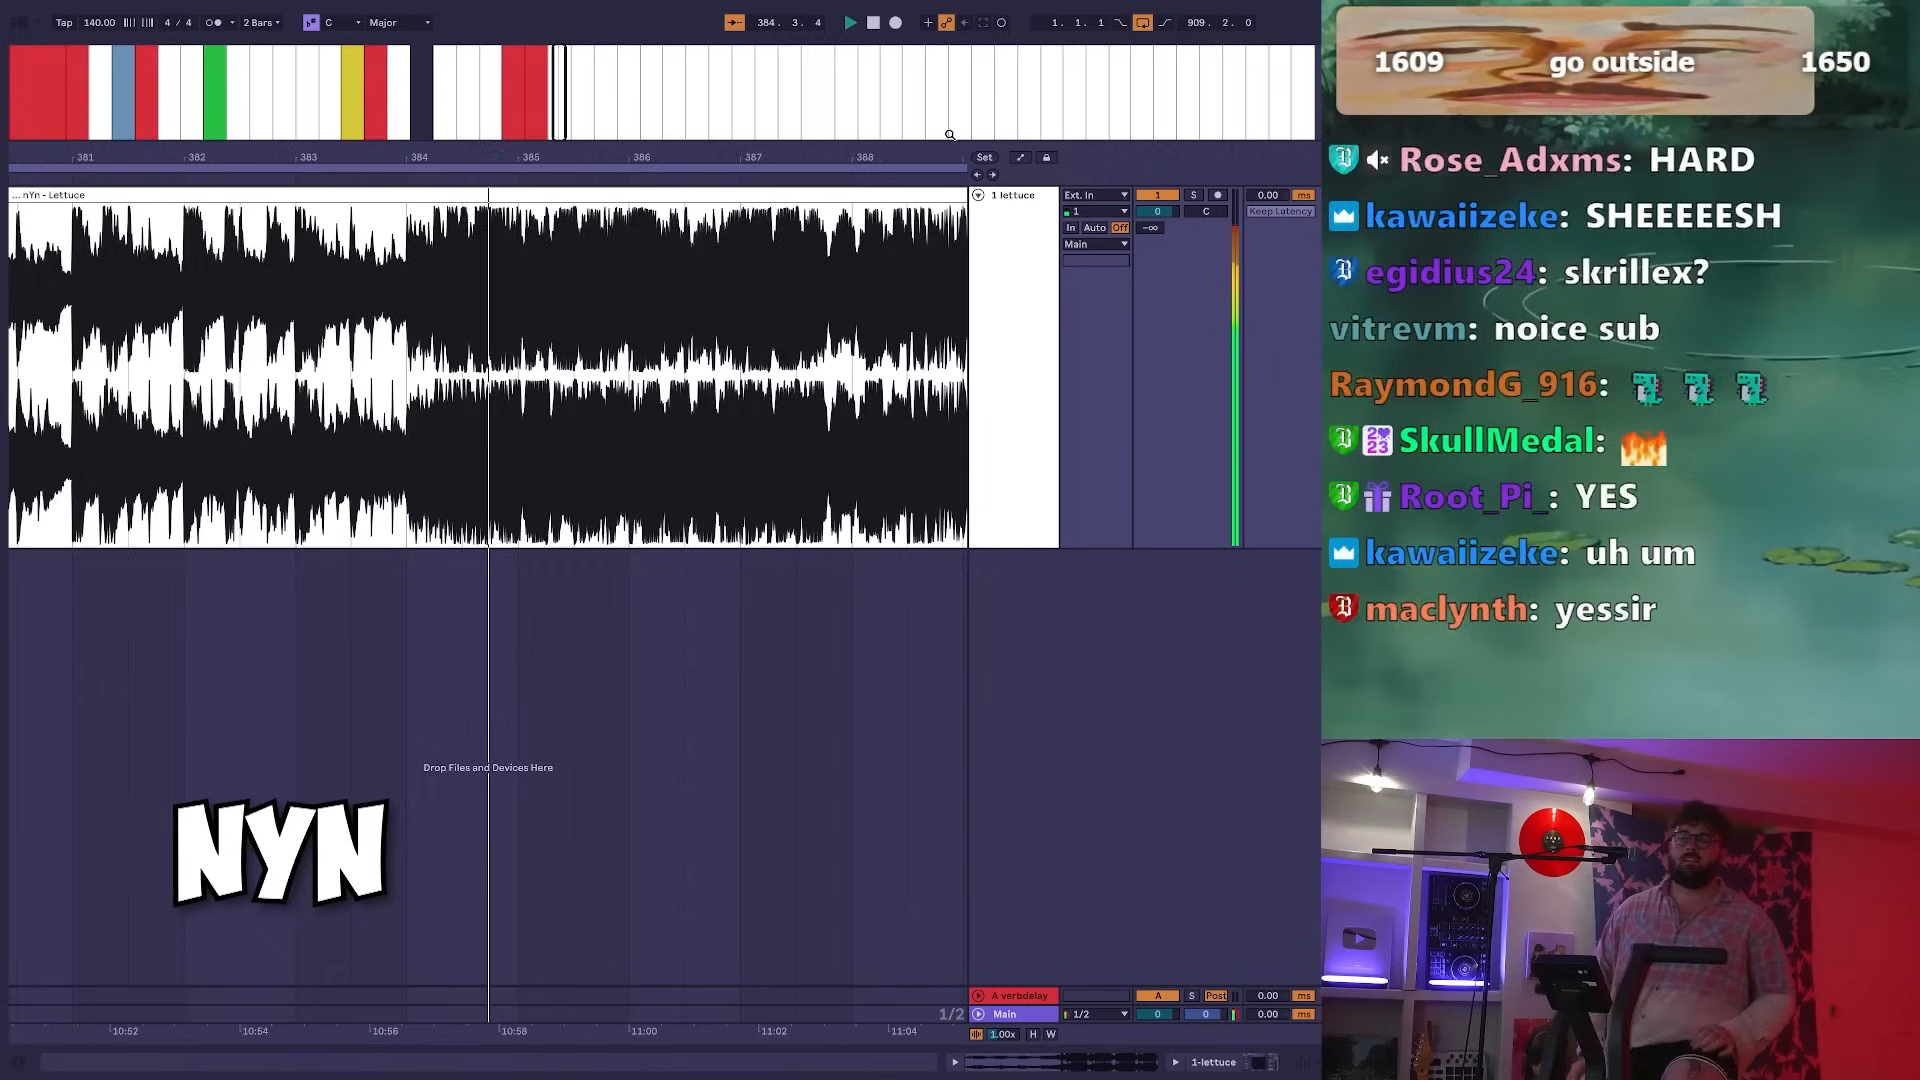 Tap 140.00 4 / 4 2 Bars C Major 384. 3. 4 1. 1. 1 909. 2. 0
1609 go outside 1650
381 382 383 384 385 386 387 388 Set
... nYn - Lettuce
1 lettuce Ext. In 1 S 0.00 ms
1 0 C Keep Latency
In Auto Off -∞
Main
Rose_Adxms: HARD
kawaiizeke: SHEEEEESH
egidius24: skrillex?
vitrevm: noice sub
RaymondG_916:
SkullMedal:
Root_Pi_: YES
kawaiizeke: uh um
maclynth: yessir
Drop Files and Devices Here
NYN
A verbdelay A S Post 0.00 ms
1/2 Main 1/2 0 0 0.00 ms
10:52 10:54 10:56 10:58 11:00 11:02 11:04 1.00x H W
1-lettuce